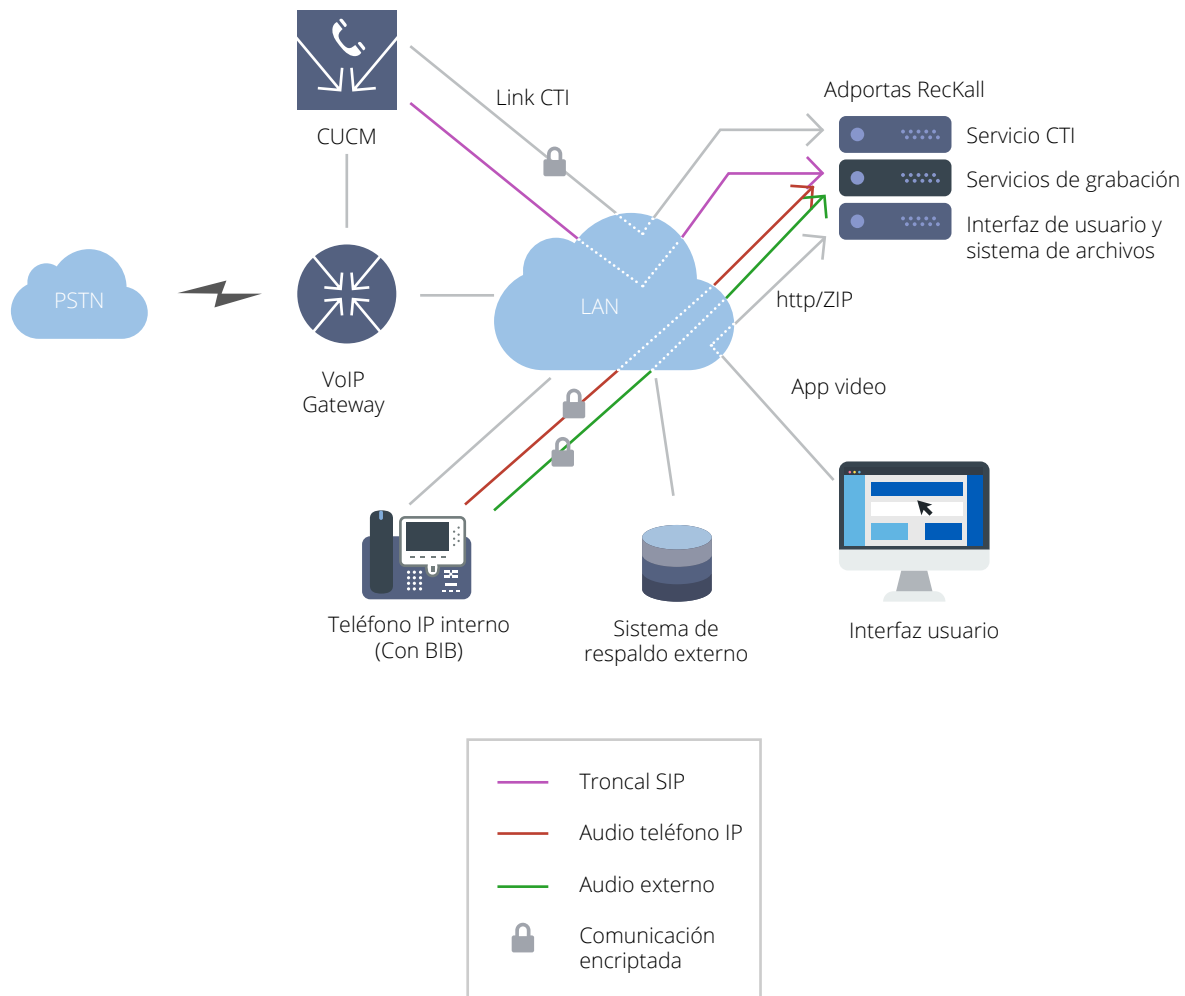 Link CTI
Adportas RecKall
CUCM
Servicio CTI
Servicios de grabación
Interfaz de usuario y
sistema de archivos
PSTN
LAN
http/ZIP
VoIP
Gateway
App video
Teléfono IP interno
(Con BIB)
Sistema de
respaldo externo
Interfaz usuario
Troncal SIP
Audio teléfono IP
Audio externo
Comunicación
encriptada